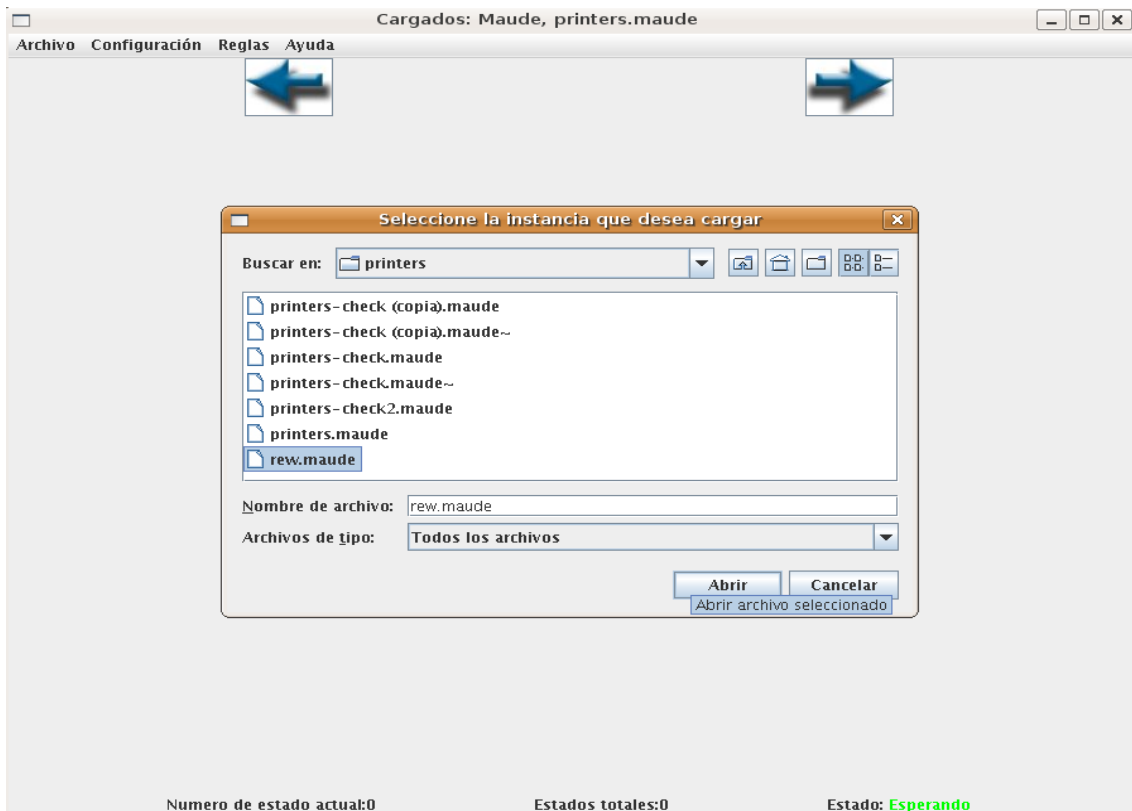 Cargados: Maude, printers.maude
Archivo Configuración Reglas Ayuda
Seleccione la instancia que desea cargar
Buscar en: printers
printers-check (copia).maude
printers-check (copia).maude~
printers-check.maude
printers-check.maude~
printers-check2.maude
printers.maude
rew.maude
Nombre de archivo: rew.maude
Archivos de tipo: Todos los archivos
Abrir Cancelar
Abrir archivo seleccionado
Numero de estado actual:0 Estados totales:0 Estado: Esperando